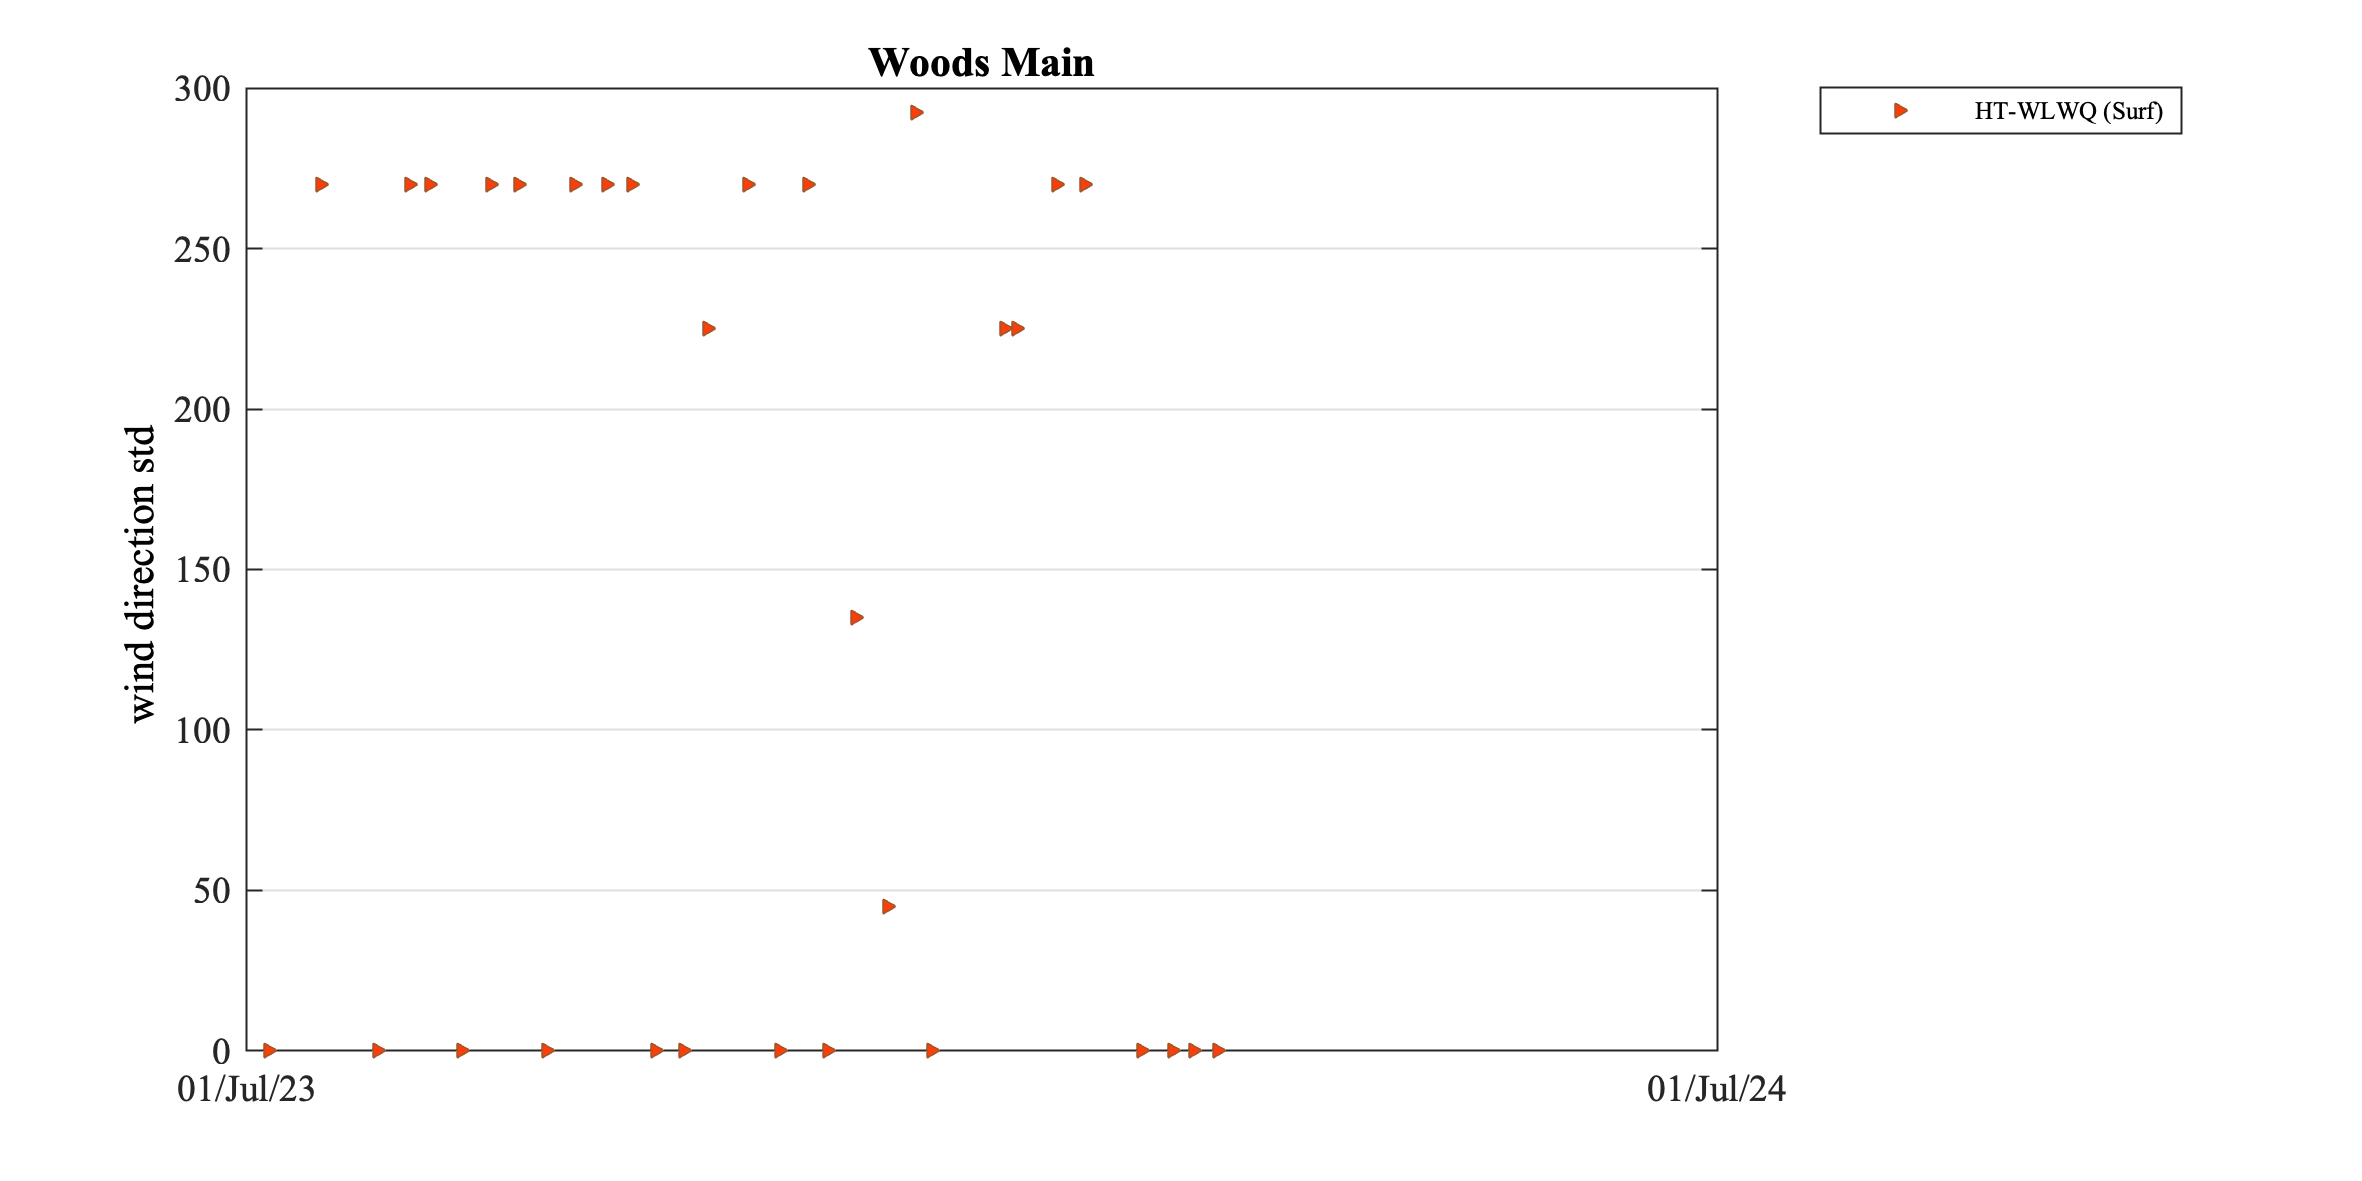 Woods Main
300
250
200
150
100
50
0
wind direction std
01/Jul/23
01/Jul/24
HT-WLWQ (Surf)